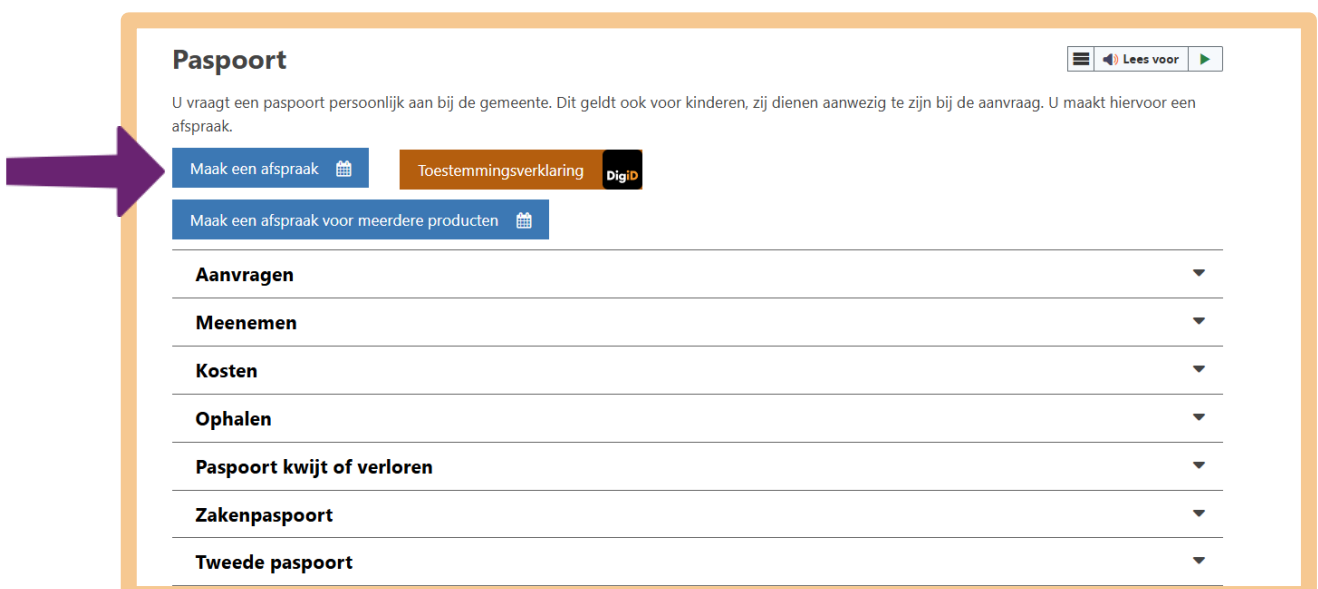 Paspoort
Lees voor
U vraagt een paspoort persoonlijk aan bij de gemeente. Dit geldt ook voor kinderen, zij dienen aanwezig te zijn bij de aanvraag. U maakt hiervoor een
afspraak.
Maak een afspraak
Toestemmingsverklaring
DigiD
Maak een afspraak voor meerdere producten
Aanvragen
Meenemen
Kosten
Ophalen
Paspoort kwijt of verloren
Zakenpaspoort
Tweede paspoort